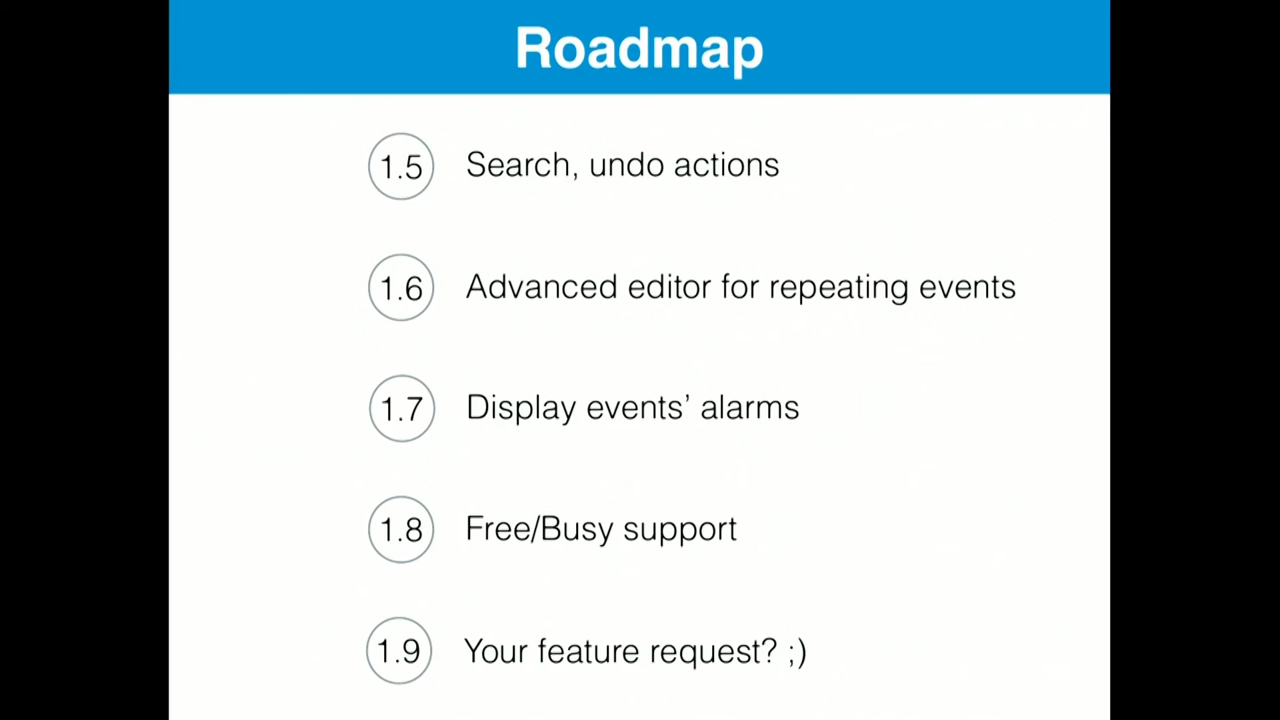 Roadmap
1.5 Search, undo actions
1.6 Advanced editor for repeating events
1.7 Display events’ alarms
1.8 Free/Busy support
1.9 Your feature request? ;)